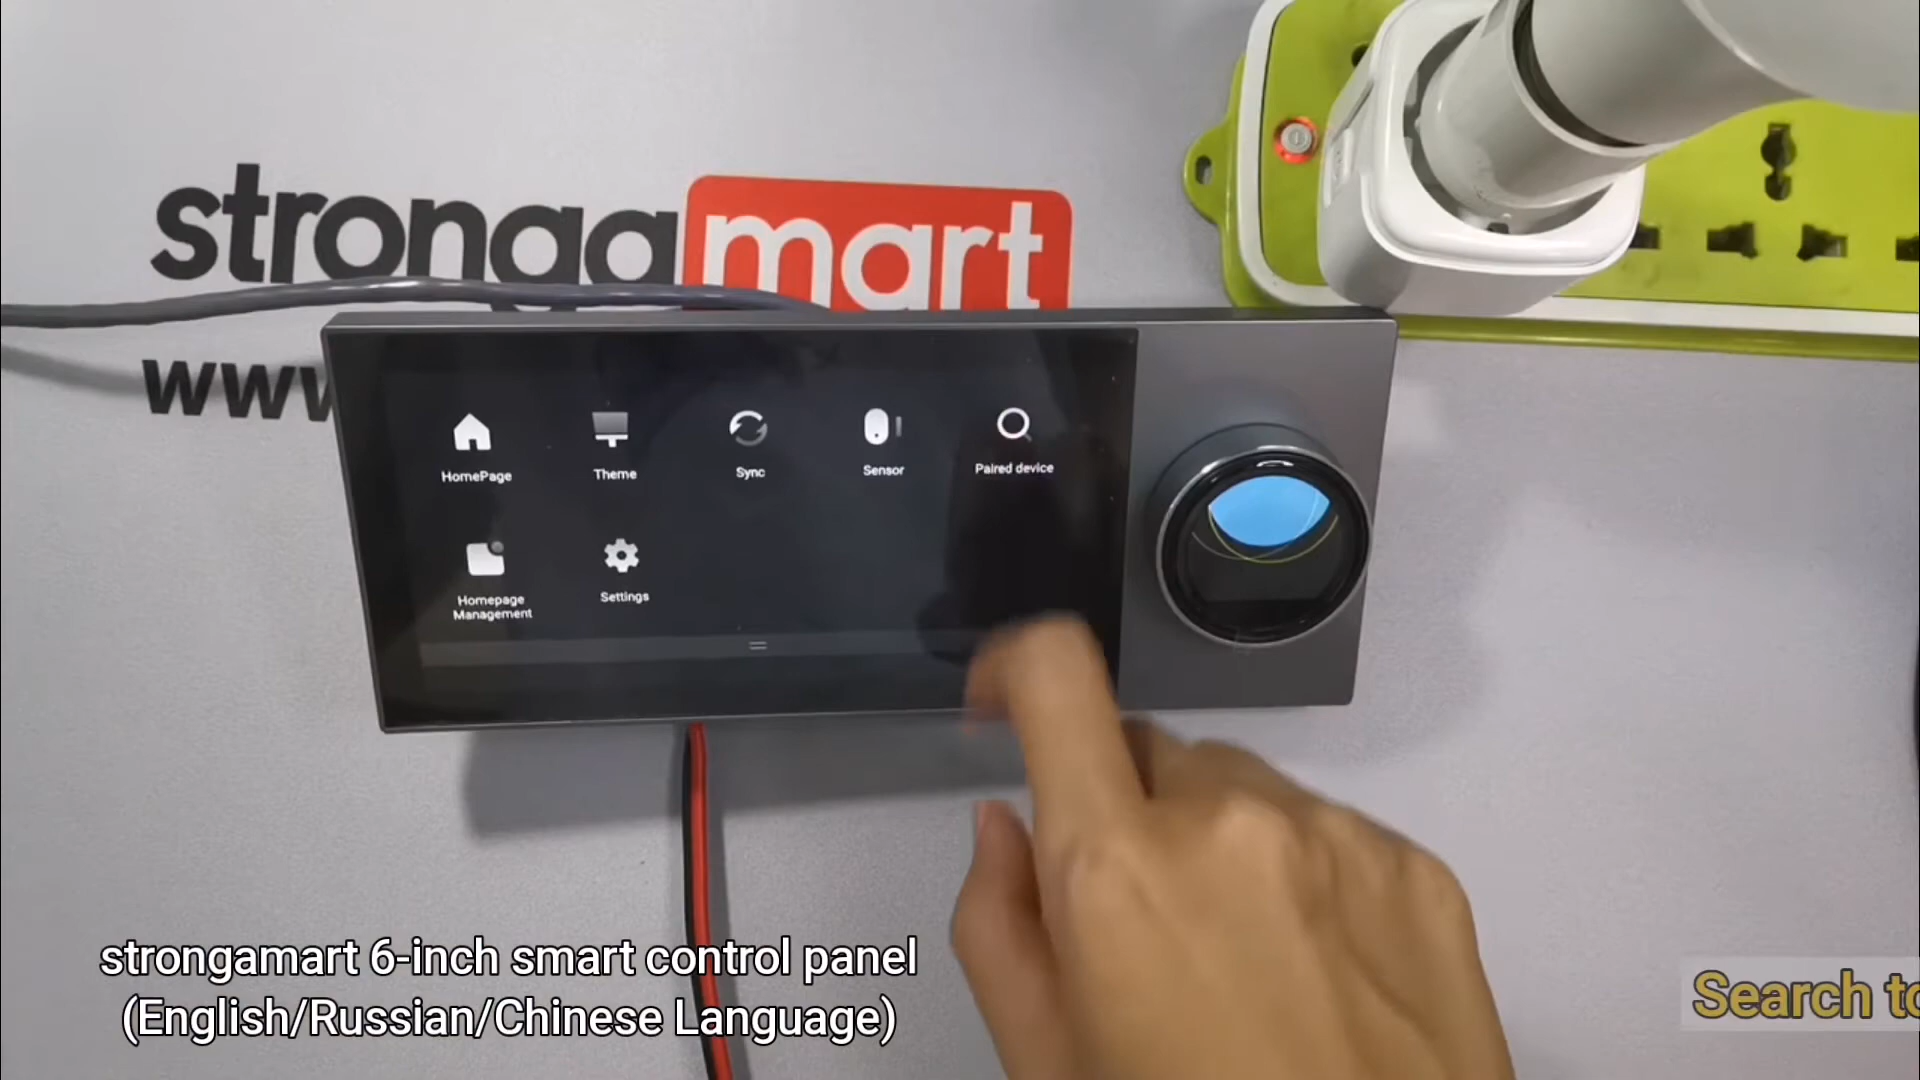 strongamart
www
HomePage
Theme
Sync
Sensor
Paired device
Homepage
Management
Settings
strongamart 6-inch smart control panel
(English/Russian/Chinese Language)
Search to